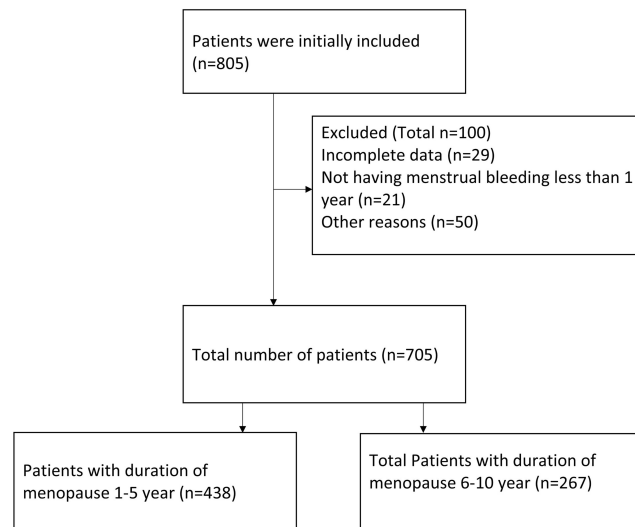 Patients were initially included
(n=805)
Excluded (Total n=100)
Incomplete data (n=29)
Not having menstrual bleeding less than 1
year (n=21)
Other reasons (n=50)
Total number of patients (n=705)
Patients with duration of
menopause 1-5 year (n=438)
Total Patients with duration of
menopause 6-10 year (n=267)